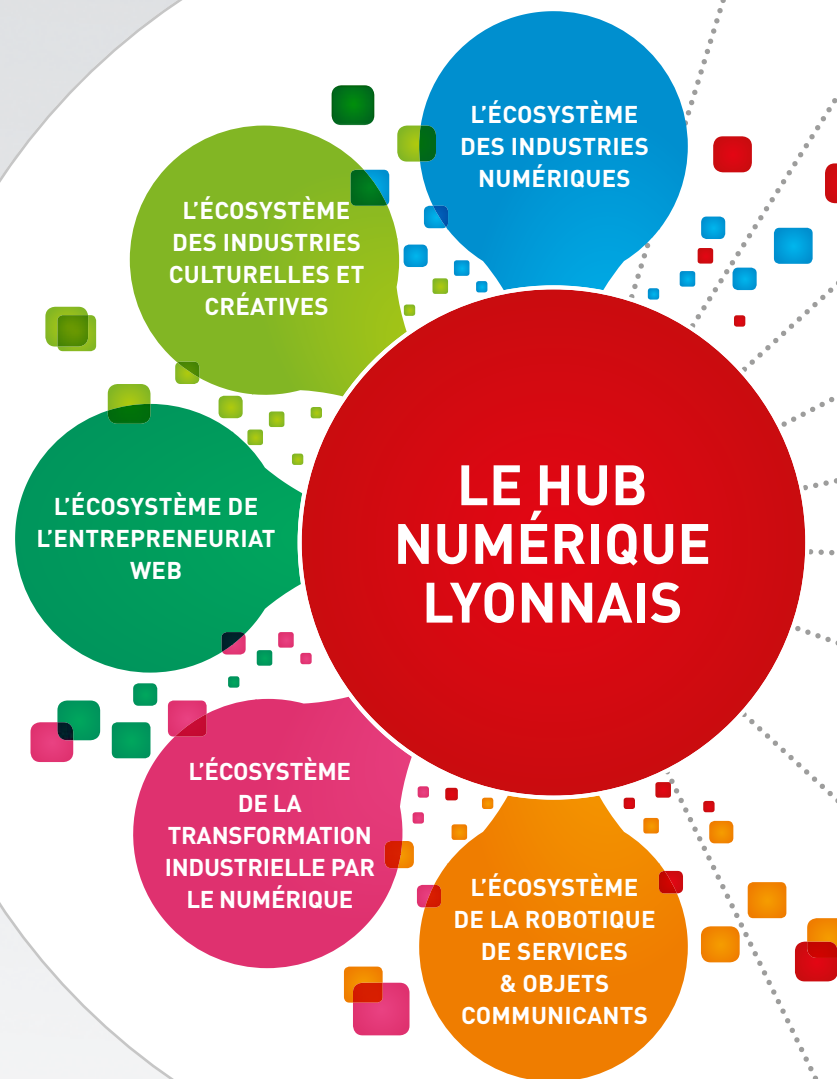 L'ÉCOSYSTÈME
DES INDUSTRIES
NUMÉRIQUES
L'ÉCOSYSTÈME
DES INDUSTRIES
CULTURELLES ET
CRÉATIVES
L'ÉCOSYSTÈME DE
L'ENTREPRENEURIAT
WEB
LE HUB
NUMÉRIQUE
LYONNAIS
L'ÉCOSYSTÈME
DE LA
TRANSFORMATION
INDUSTRIELLE PAR
LE NUMÉRIQUE
L'ÉCOSYSTÈME
DE LA ROBOTIQUE
DE SERVICES
& OBJETS
COMMUNICANTS